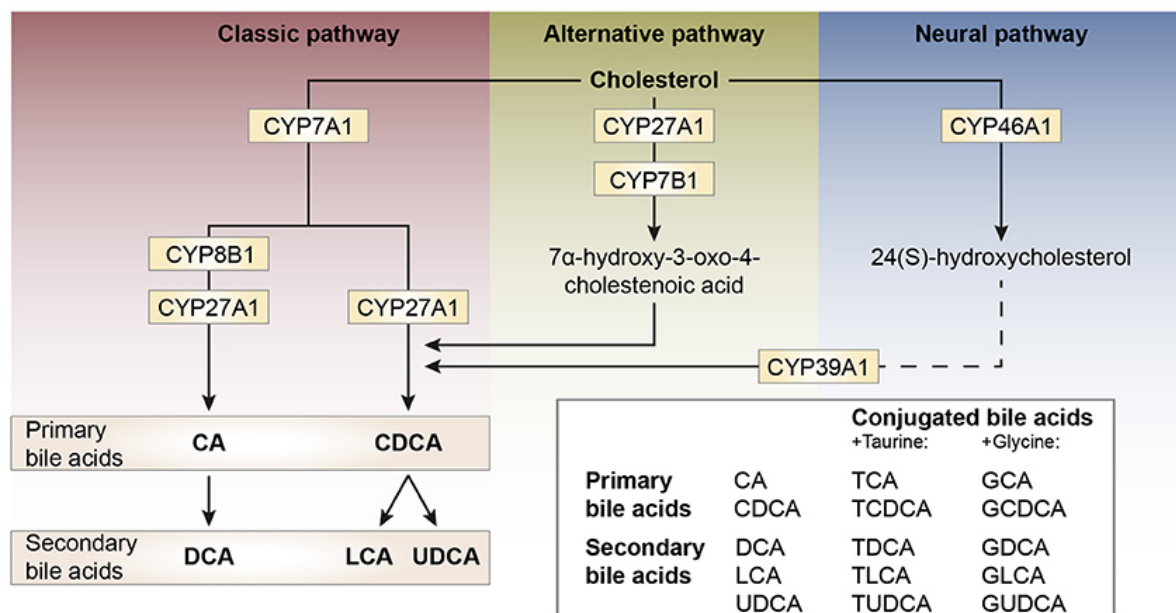 Classic pathway
Alternative pathway
Neural pathway
Cholesterol
CYP7A1
CYP27A1
CYP46A1
CYP7B1
CYP8B1
7α-hydroxy-3-oxo-4-
cholestenoic acid
24(S)-hydroxycholesterol
CYP27A1
CYP27A1
CYP39A1
Primary
bile acids
CA
CDCA
Secondary
bile acids
DCA
LCA
UDCA
Conjugated bile acids
+Taurine:
+Glycine:
Primary
bile acids
CA
TCA
GCA
CDCA
TCDCA
GCDCA
Secondary
bile acids
DCA
TDCA
GDCA
LCA
TLCA
GLCA
UDCA
TUDCA
GUDCA